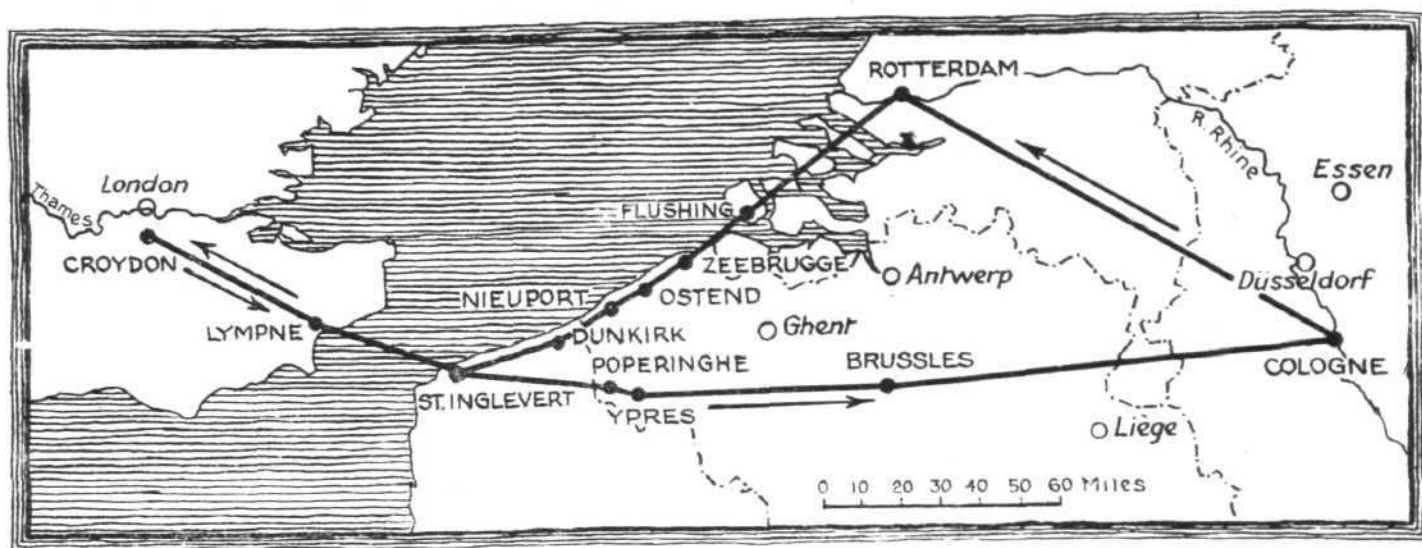 ROTTERDAM
R. Rhine
Essen
London
Thames
FLUSHING
CROYDON
ZEEBRUGGE
Antwerp
Düsseldorf
NIEUPORT
OSTEND
LYMPNE
DUNKIRK
Ghent
POPERINGHE
BRUSSLES
COLOGNE
ST. INGLEVERT
YPRES
Liége
0 10 20 30 40 50 60 Miles